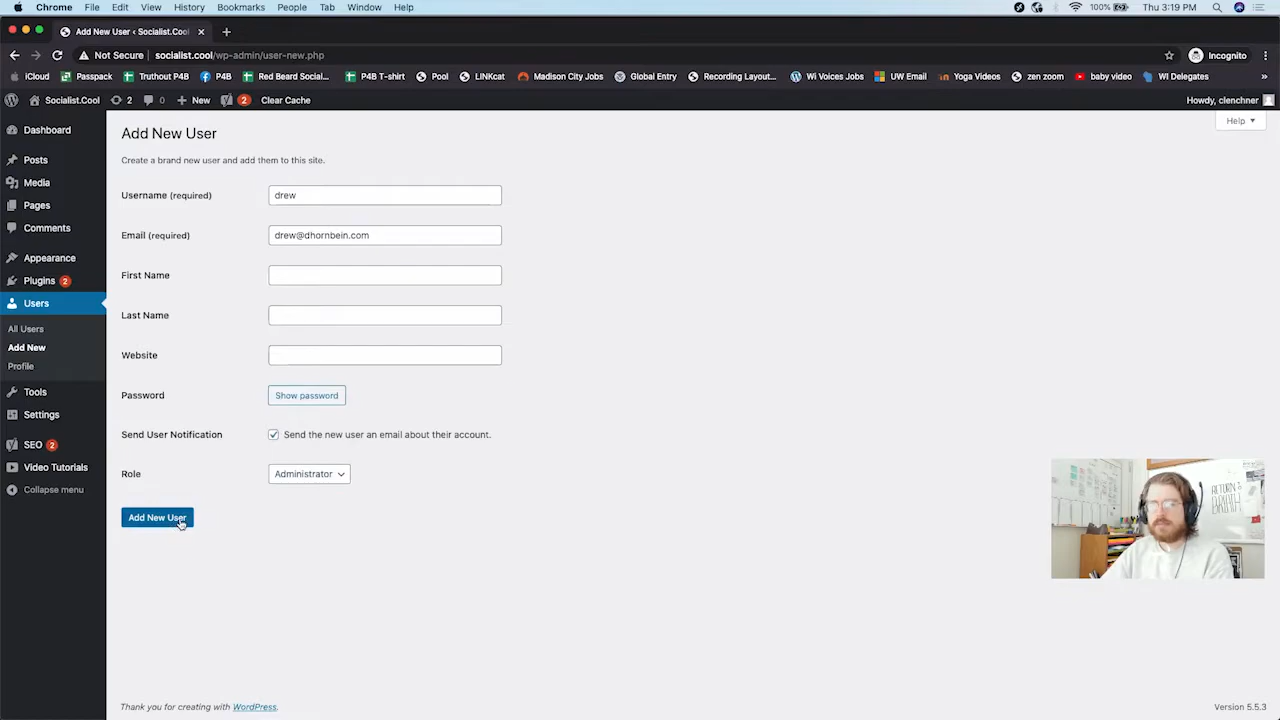 Chrome File Edit View History Bookmarks People Tab Window Help 100% Thu 3:19 PM
Add New User ‹ Socialist.Cool
Not Secure socialist.cool/wp-admin/user-new.php Incognito
iCloud Passpack Truthout P4B P4B Red Beard Social... P4B T-shirt Pool LINKcat Madison City Jobs Global Entry Recording Layout... Wi Voices Jobs UW Email Yoga Videos zen zoom baby video WI Delegates »
Socialist.Cool 2 0 New 2 Clear Cache Howdy, clenchner
Help
Dashboard
Posts
Media
Pages
Comments
Appearance
Plugins 2
Users
All Users
Add New
Profile
Tools
Settings
SEO 2
Video Tutorials
Collapse menu
Add New User
Create a brand new user and add them to this site.
Username (required) drew
Email (required) drew@dhornbein.com
First Name
Last Name
Website
Password Show password
Send User Notification Send the new user an email about their account.
Role Administrator
Add New User
RETURN TO
BREATH
Thank you for creating with WordPress.
Version 5.5.3